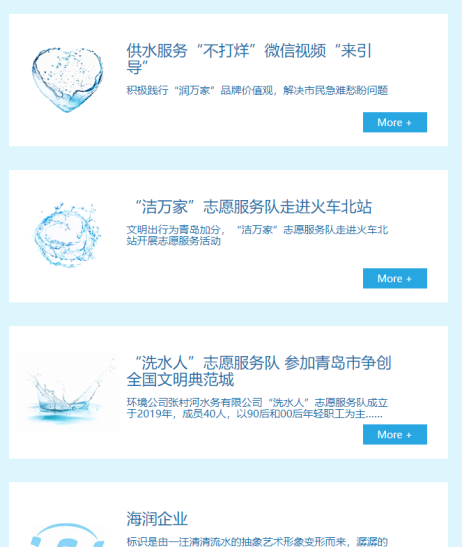 供水服务“不打烊”微信视频“来引
导”
积极践行“润万家”品牌价值观，解决市民急难愁盼问题
More +
“洁万家”志愿服务队走进火车北站
文明出行为青岛加分，“洁万家”志愿服务队走进火车北
站开展志愿服务活动
More +
“洗水人”志愿服务队 参加青岛市争创
全国文明典范城
环境公司张村河水务有限公司“洗水人”志愿服务队成立
于2019年，成员40人，以90后和00后年轻职工为主......
More +
海润企业
标识是由一汪清清流水的抽象艺术形象变形而来，潺潺的